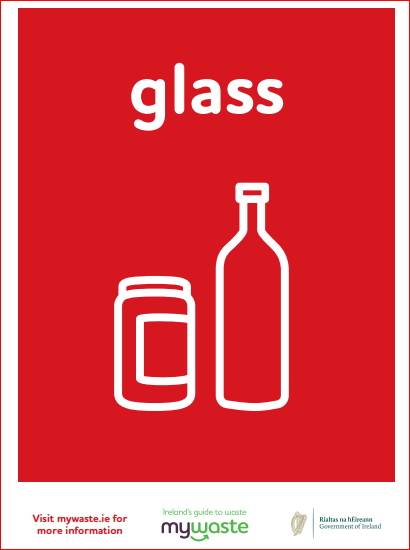 glass
Visit mywaste.ie for
more information
Ireland's guide to waste
mywaste
Rialtas na hÉireann
Government of Ireland